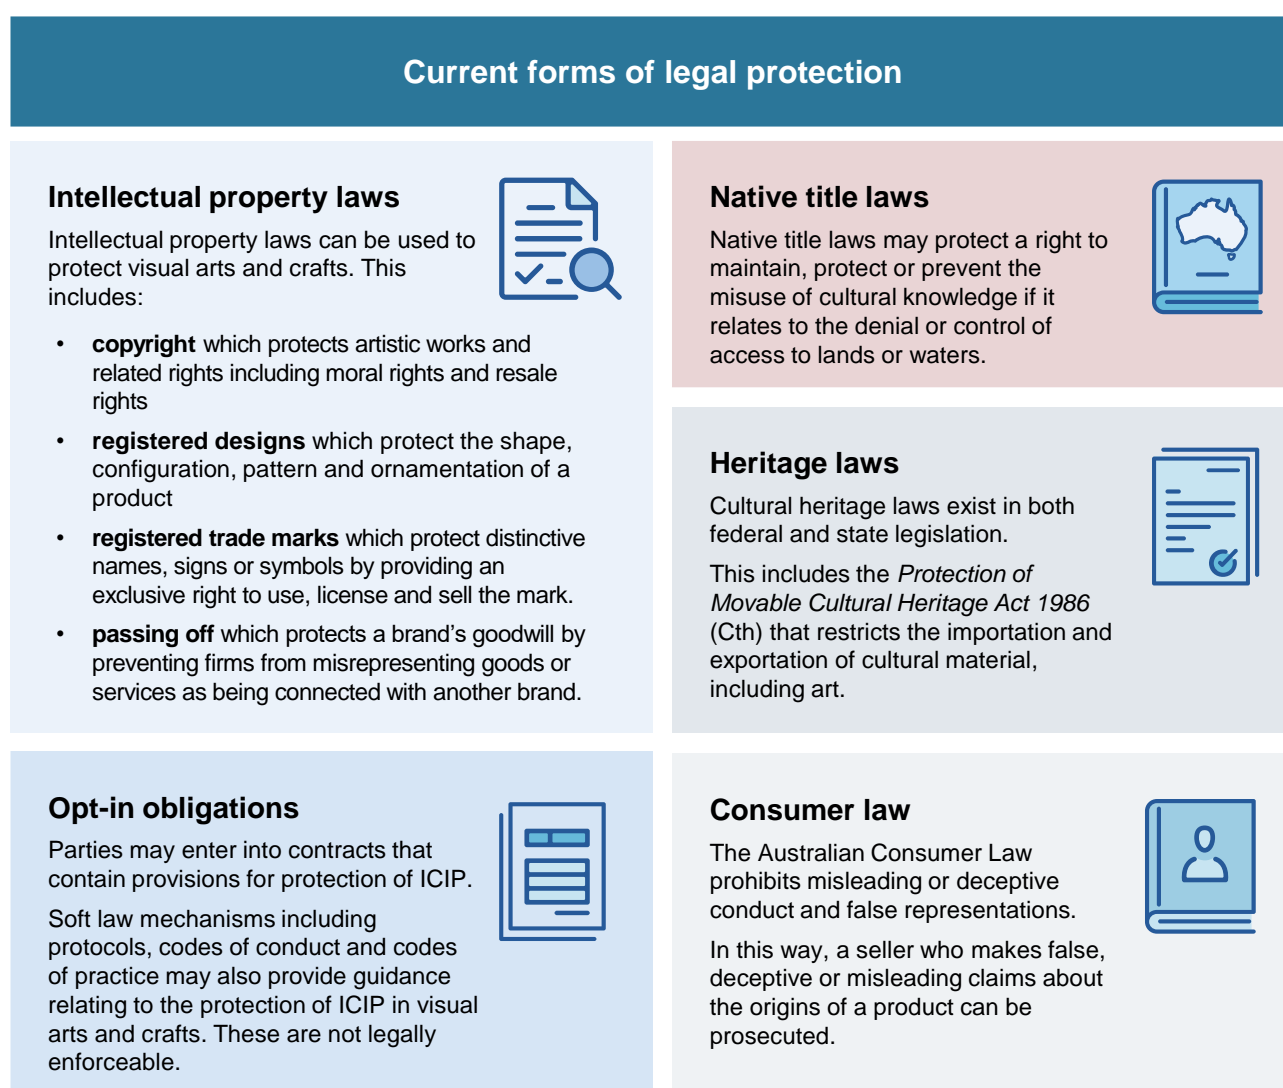 Current forms of legal protection
Intellectual property laws
Intellectual property laws can be used to
protect visual arts and crafts. This
includes:
• copyright which protects artistic works and
related rights including moral rights and resale
rights
• registered designs which protect the shape,
configuration, pattern and ornamentation of a
product
• registered trade marks which protect distinctive
names, signs or symbols by providing an
exclusive right to use, license and sell the mark.
• passing off which protects a brand’s goodwill by
preventing firms from misrepresenting goods or
services as being connected with another brand.
Native title laws
Native title laws may protect a right to
maintain, protect or prevent the
misuse of cultural knowledge if it
relates to the denial or control of
access to lands or waters.
Heritage laws
Cultural heritage laws exist in both
federal and state legislation.
This includes the Protection of
Movable Cultural Heritage Act 1986
(Cth) that restricts the importation and
exportation of cultural material,
including art.
Opt-in obligations
Parties may enter into contracts that
contain provisions for protection of ICIP.
Soft law mechanisms including
protocols, codes of conduct and codes
of practice may also provide guidance
relating to the protection of ICIP in visual
arts and crafts. These are not legally
enforceable.
Consumer law
The Australian Consumer Law
prohibits misleading or deceptive
conduct and false representations.
In this way, a seller who makes false,
deceptive or misleading claims about
the origins of a product can be
prosecuted.